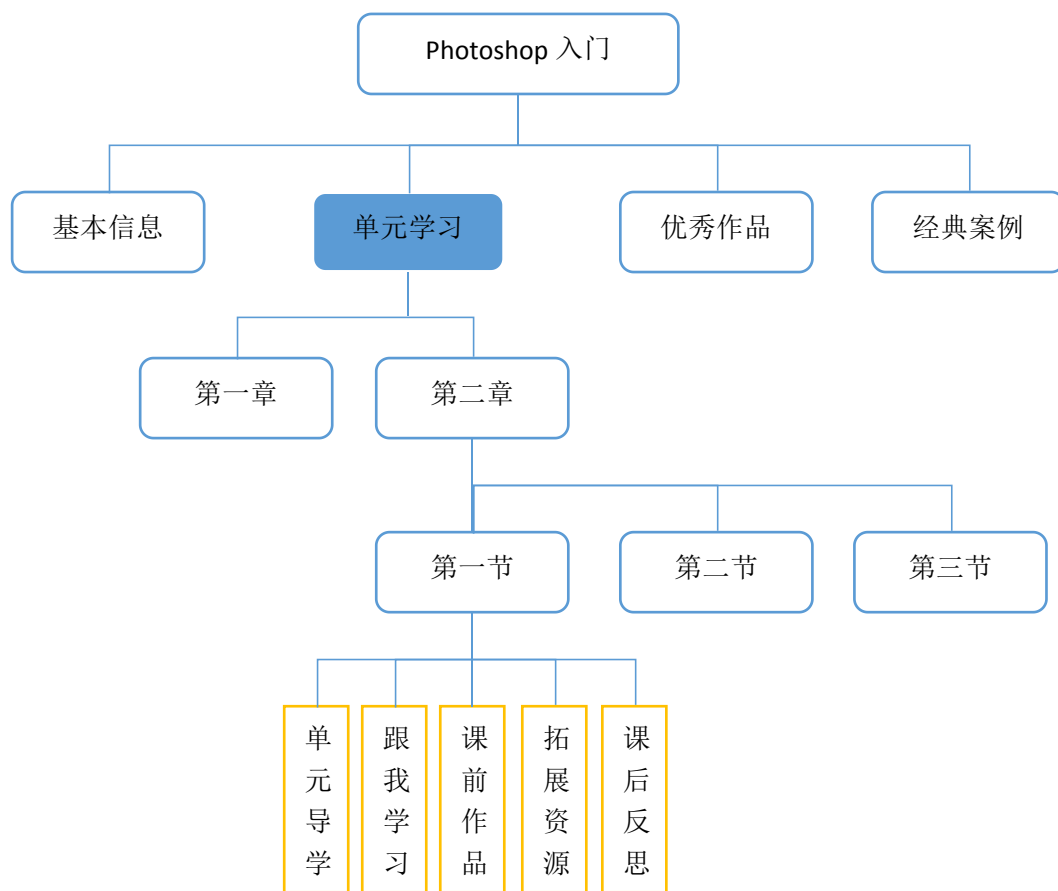 Photoshop 入门
基本信息
单元学习
优秀作品
经典案例
第一章
第二章
第一节
第二节
第三节
单元导学
跟我学习
课前作品
拓展资源
课后反思